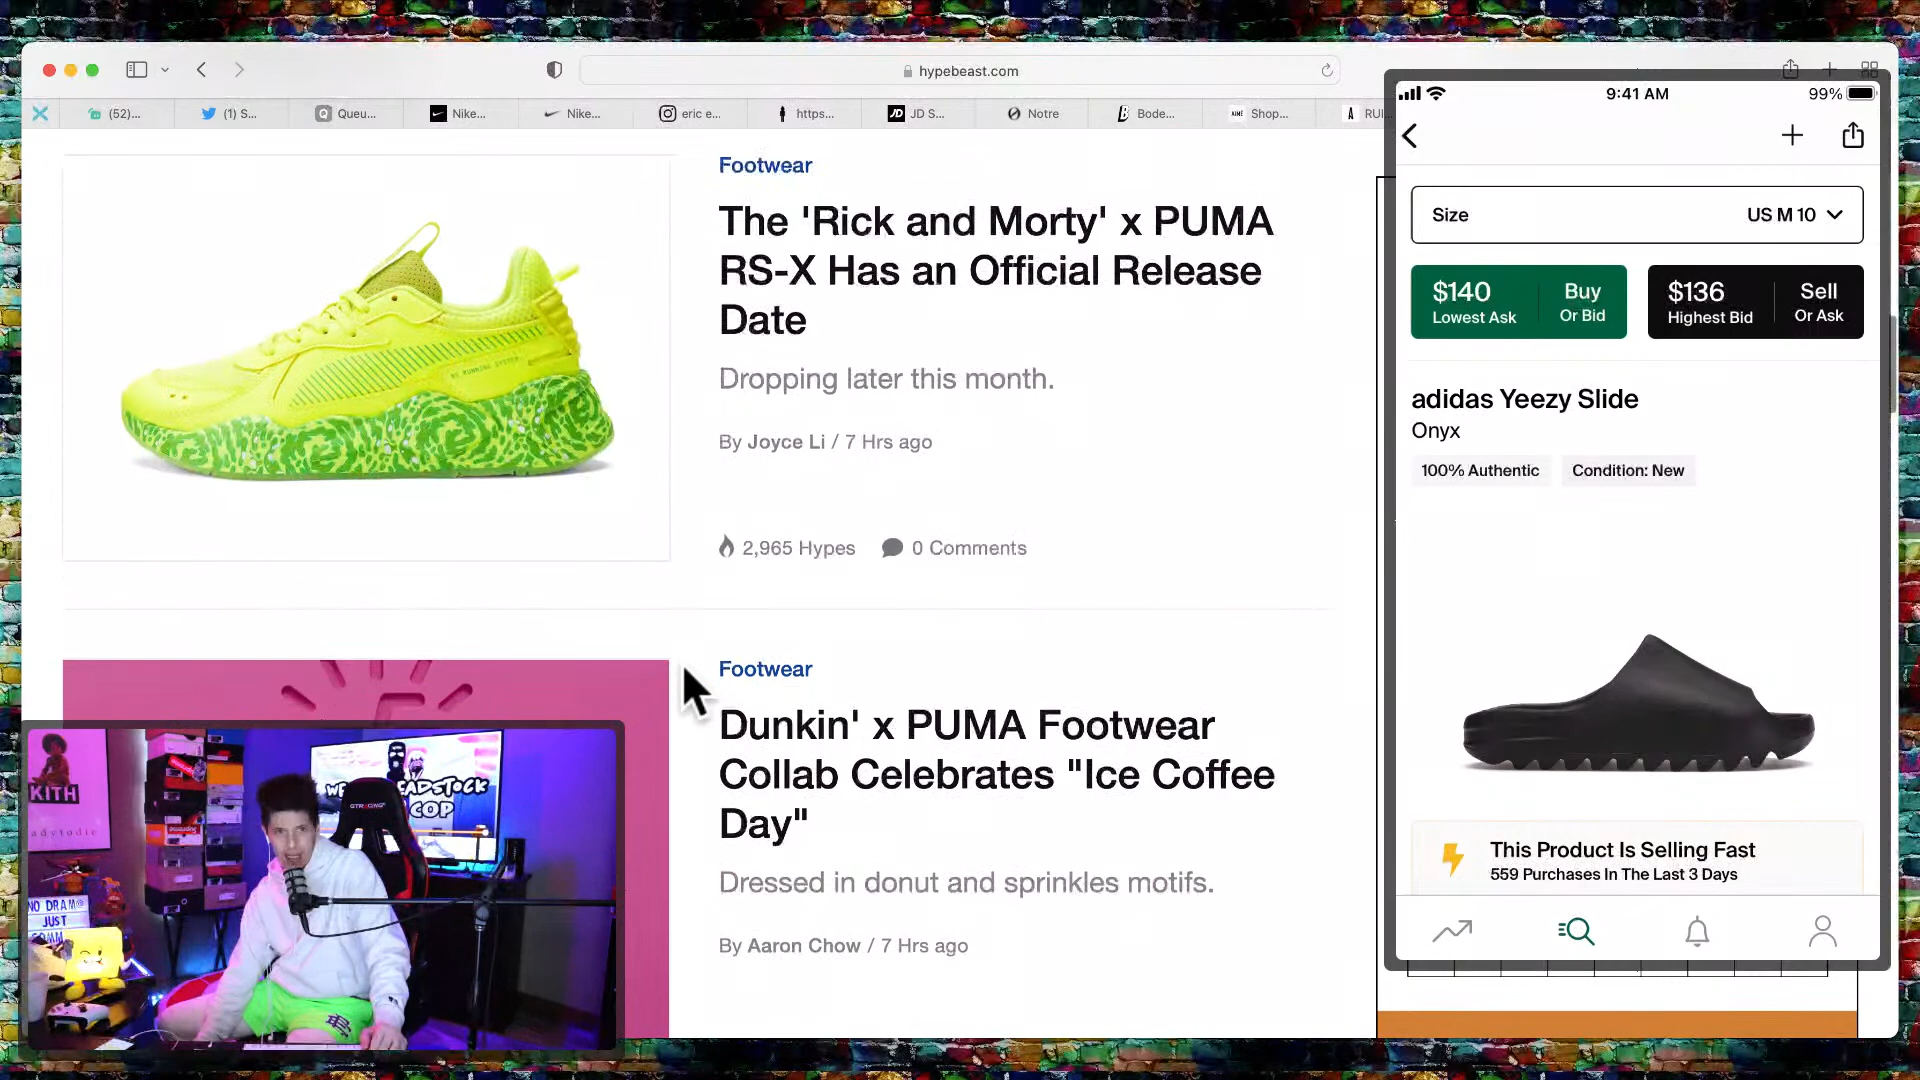 hypebeast.com
(52)...
(1) S...
Queu...
Nike...
Nike...
eric e...
https...
JD S...
Notre
Bode...
Shop...
RUI...
Footwear
The 'Rick and Morty' x PUMA
RS-X Has an Official Release
Date
Dropping later this month.
By Joyce Li / 7 Hrs ago
2,965 Hypes
0 Comments
Footwear
Dunkin' x PUMA Footwear
Collab Celebrates "Ice Coffee
Day"
Dressed in donut and sprinkles motifs.
By Aaron Chow / 7 Hrs ago
9:41 AM
99%
Size
US M 10
$140
Lowest Ask
Buy
Or Bid
$136
Highest Bid
Sell
Or Ask
adidas Yeezy Slide
Onyx
100% Authentic
Condition: New
This Product Is Selling Fast
559 Purchases In The Last 3 Days
KITH
NO DRAM@
JUST
COP